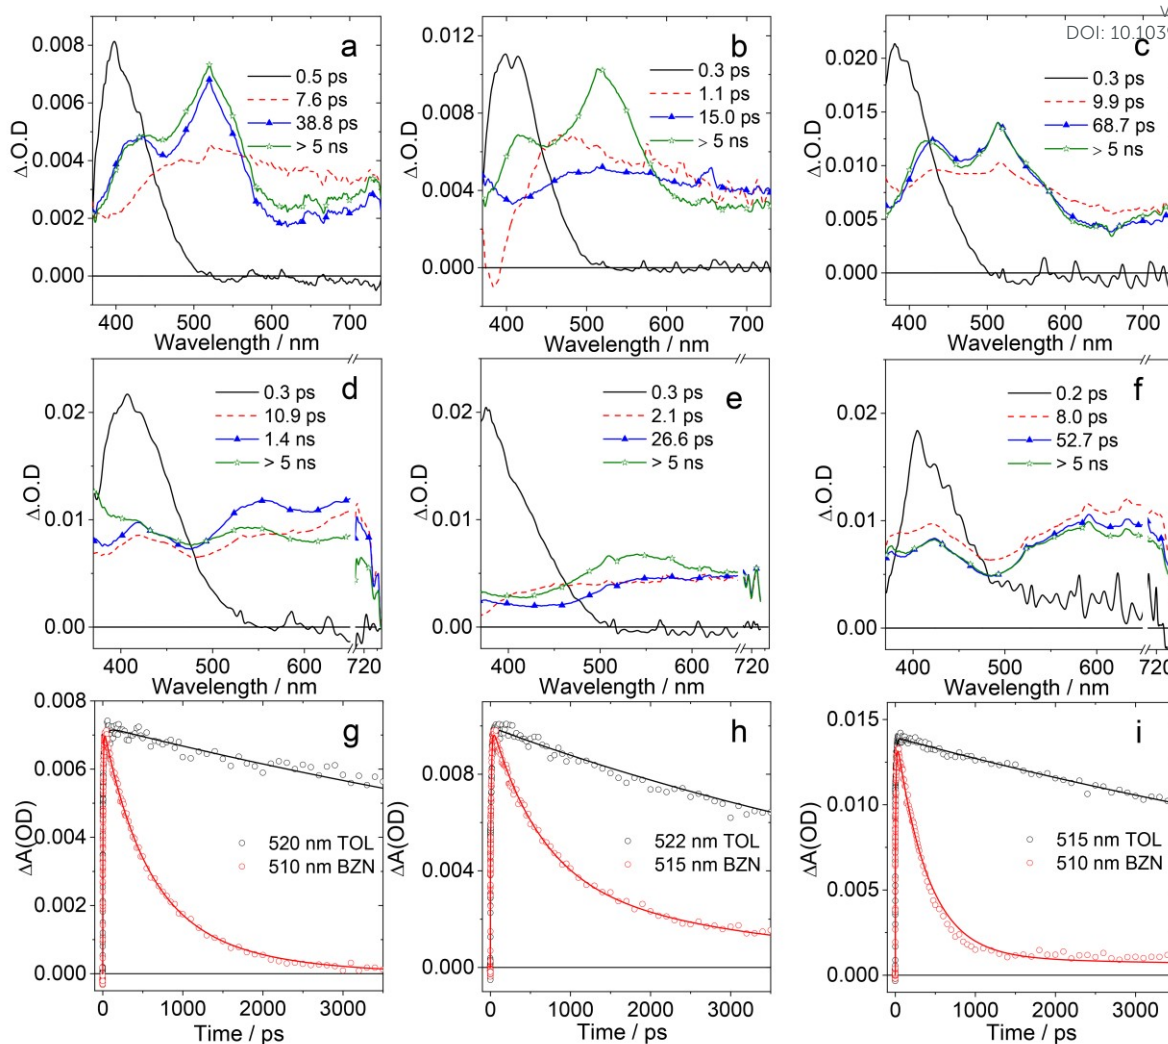 V
DOI: 10.1039
a
0.5 ps
7.6 ps
38.8 ps
> 5 ns
0.008
0.006
0.004
0.002
0.000
Δ.O.D
400 500 600 700
Wavelength / nm
b
0.3 ps
1.1 ps
15.0 ps
> 5 ns
0.012
0.008
0.004
0.000
Δ.O.D
400 500 600 700
Wavelength / nm
c
0.3 ps
9.9 ps
68.7 ps
> 5 ns
0.020
0.015
0.010
0.005
0.000
Δ.O.D
400 500 600 700
Wavelength / nm
d
0.3 ps
10.9 ps
1.4 ns
> 5 ns
0.02
0.01
0.00
Δ.O.D
400 500 600 720
Wavelength / nm
e
0.3 ps
2.1 ps
26.6 ps
> 5 ns
0.02
0.01
0.00
Δ.O.D
400 500 600 720
Wavelength / nm
f
0.2 ps
8.0 ps
52.7 ps
> 5 ns
0.02
0.01
0.00
Δ.O.D
400 500 600 720
Wavelength / nm
g
520 nm TOL
510 nm BZN
0.008
0.006
0.004
0.002
0.000
ΔA(OD)
0 1000 2000 3000
Time / ps
h
522 nm TOL
515 nm BZN
0.008
0.004
0.000
ΔA(OD)
0 1000 2000 3000
Time / ps
i
515 nm TOL
510 nm BZN
0.015
0.010
0.005
0.000
ΔA(OD)
0 1000 2000 3000
Time / ps